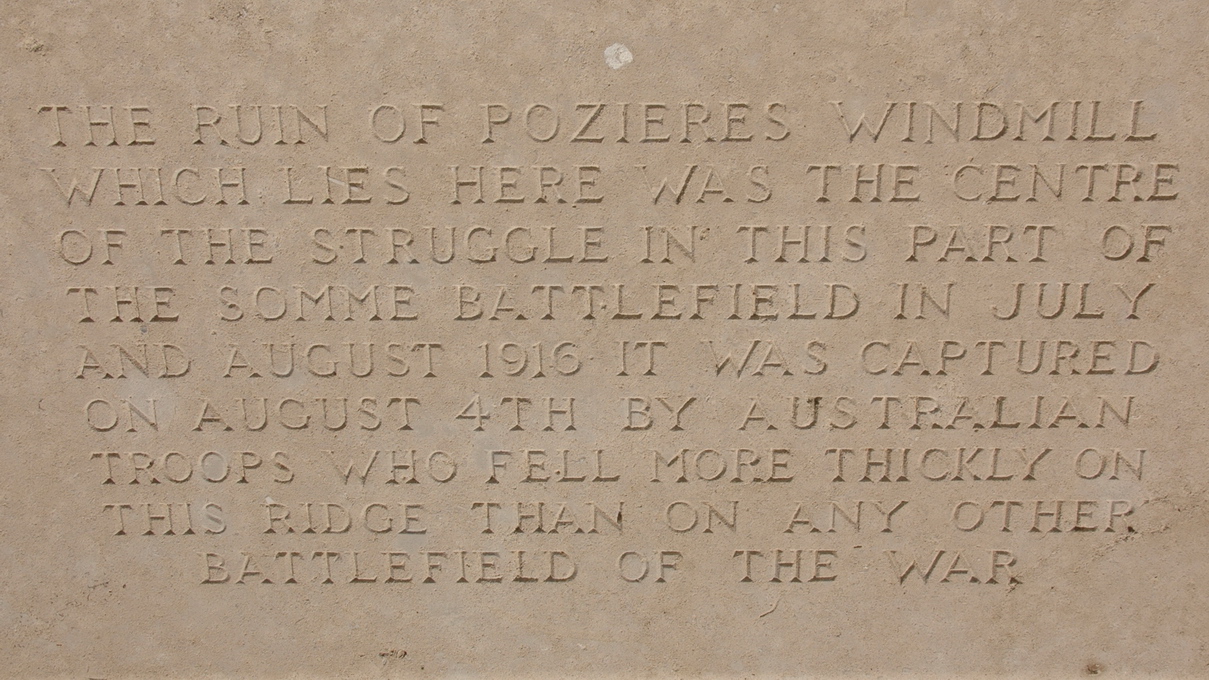 THE RUIN OF POZIERES WINDMILL
WHICH LIES HERE WAS THE CENTRE
OF THE STRUGGLE IN THIS PART OF
THE SOMME BATTLEFIELD IN JULY
AND AUGUST 1916 IT WAS CAPTURED
ON AUGUST 4TH BY AUSTRALIAN
TROOPS WHO FELL MORE THICKLY ON
THIS RIDGE THAN ON ANY OTHER
BATTLEFIELD OF THE WAR